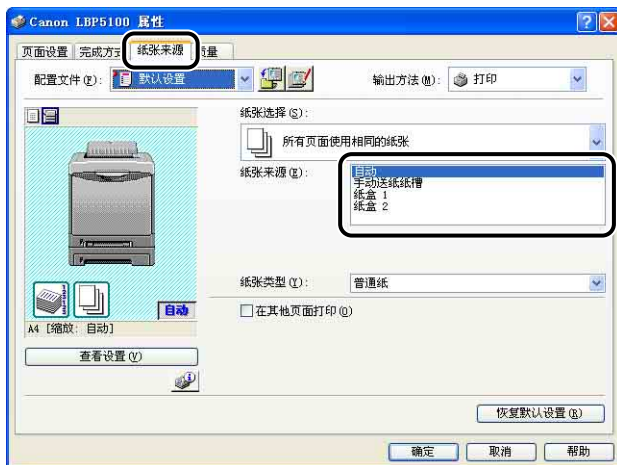 Canon LBP5100 属性
页面设置 完成方式 纸张来源 质量
配置文件(F): 默认设置 输出方法(M): 打印
纸张选择(S):
所有页面使用相同的纸张
纸张来源(E):
自动
手动送纸纸槽
纸盒 1
纸盒 2
纸张类型(Y): 普通纸
自动
在其他页面打印(O)
A4 [缩放: 自动]
查看设置(V)
恢复默认设置(R)
确定 取消 帮助